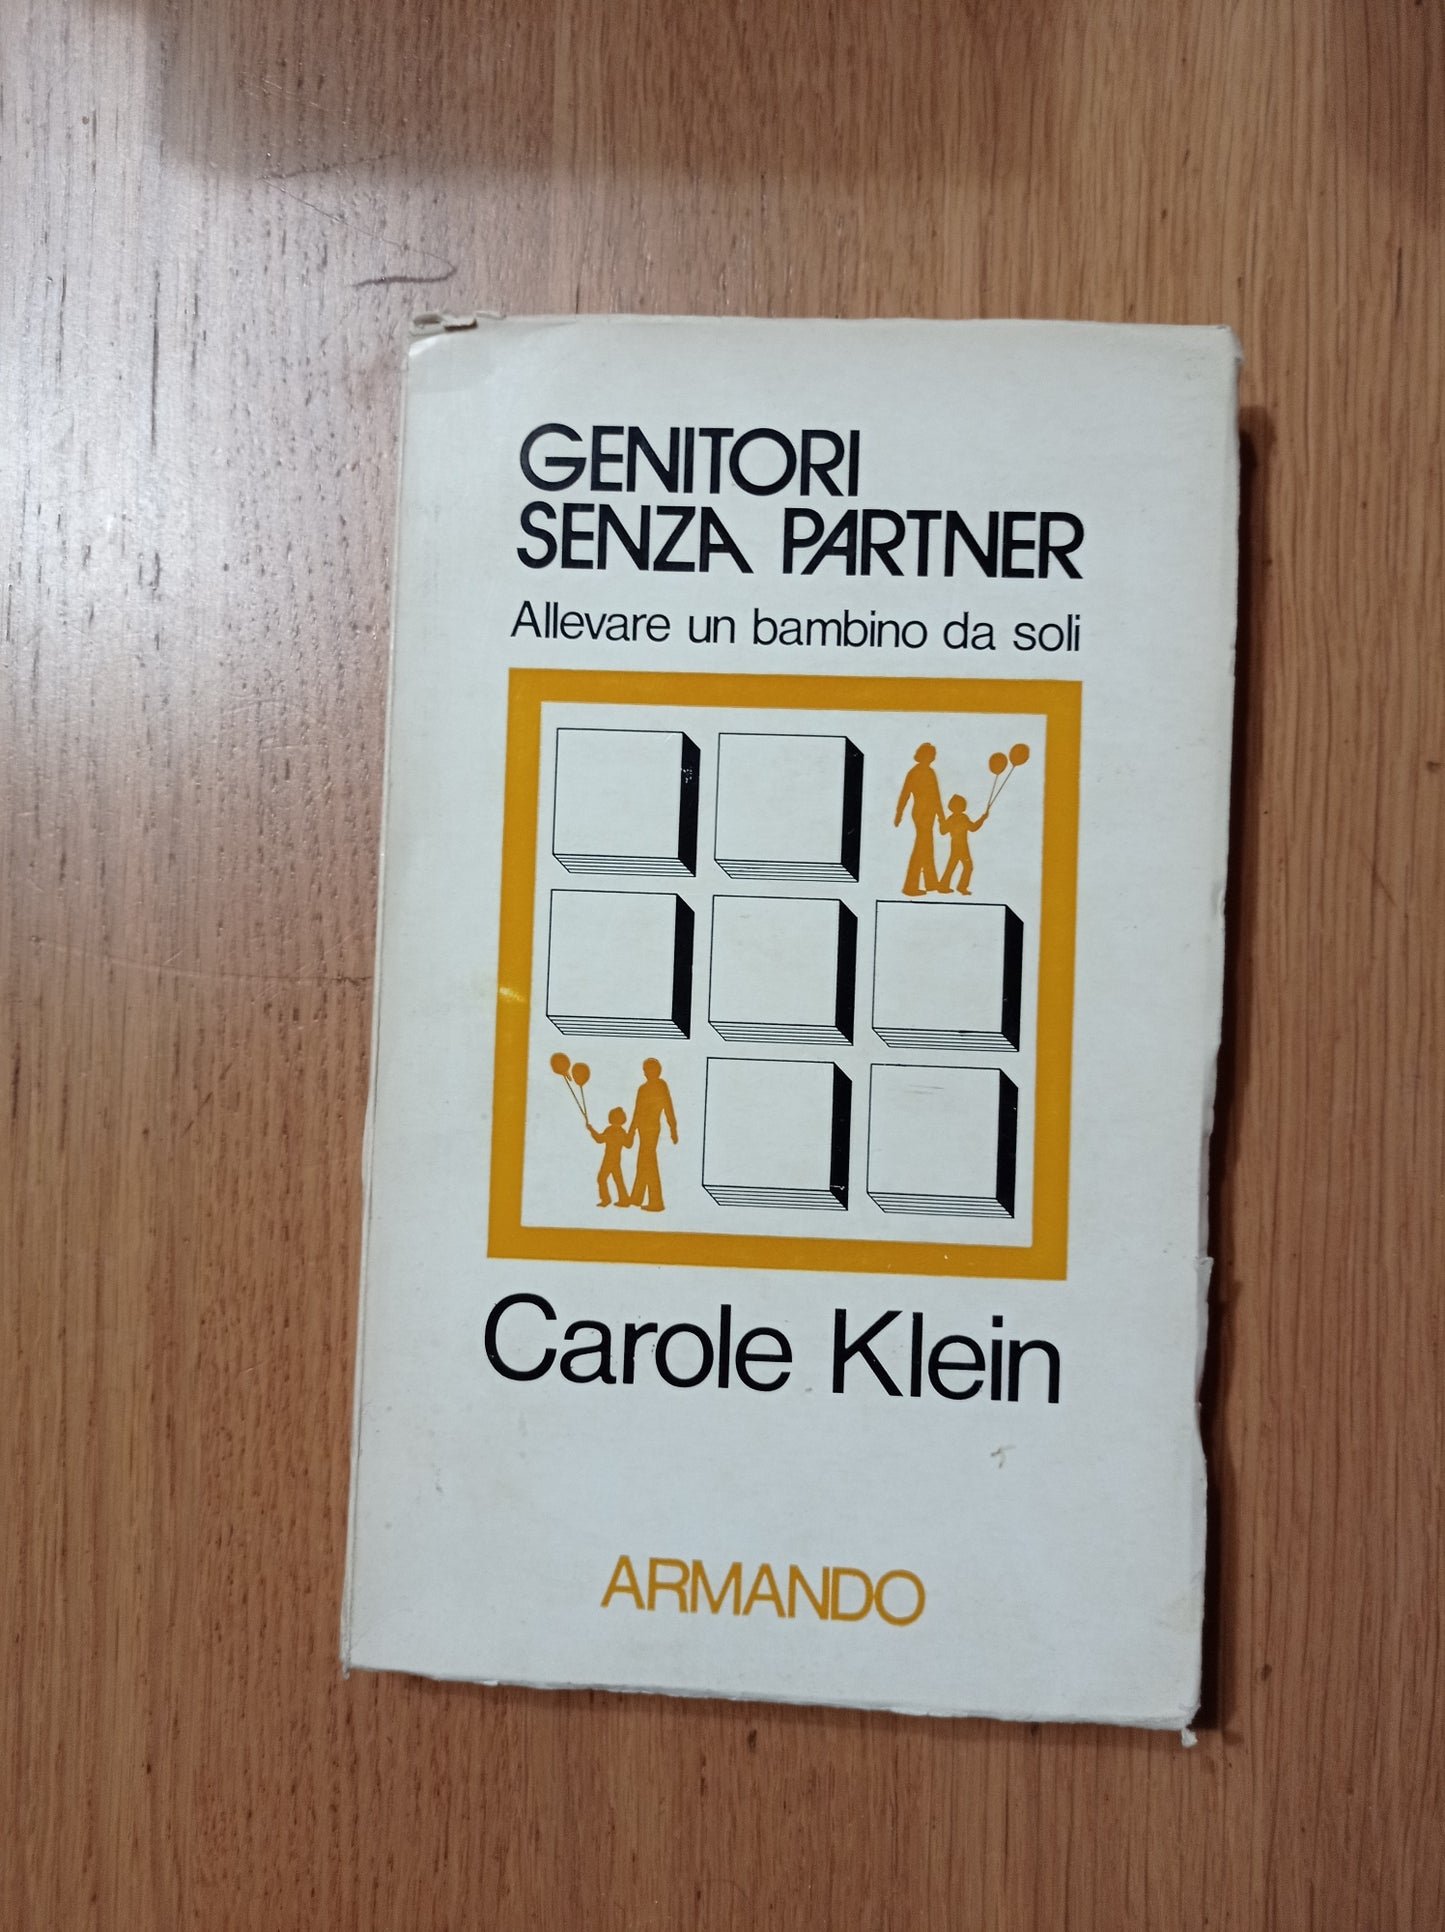 GENITORI
SENZA PARTNER
Allevare un bambino da soli
Carole Klein
ARMANDO